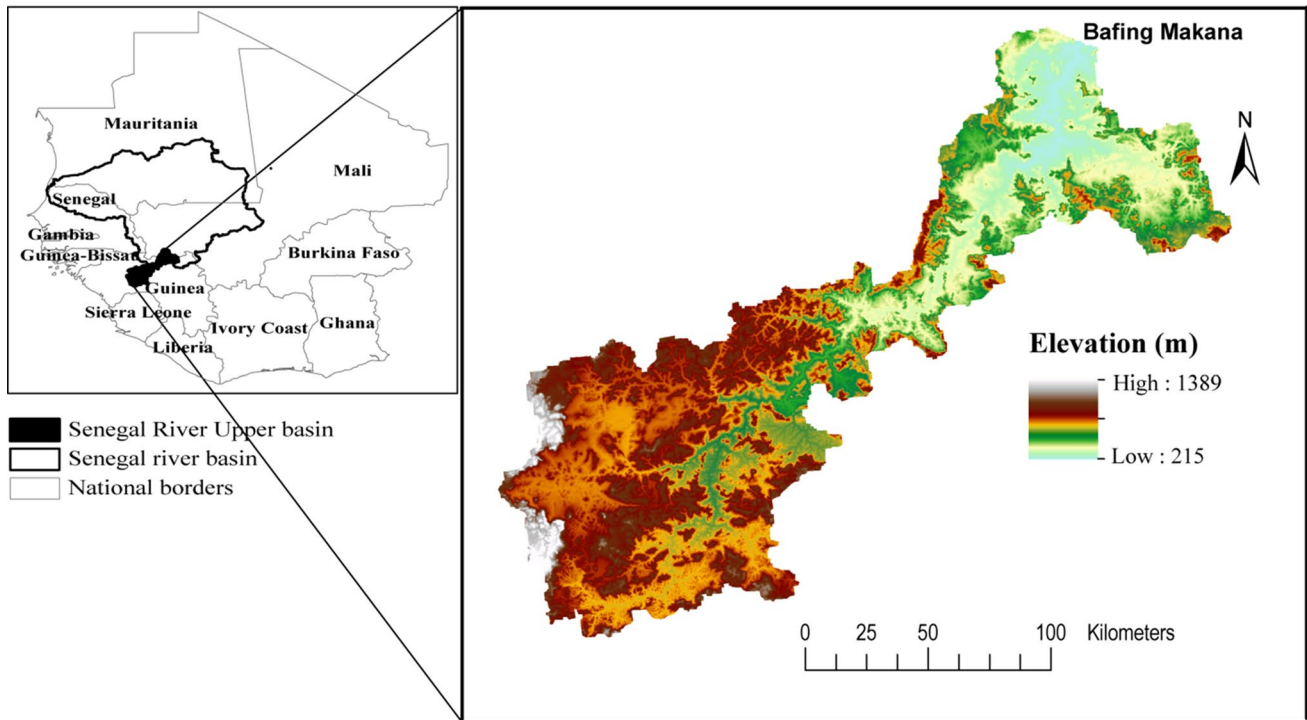 Mauritania
Mali
Senegal
Gambia
Guinea-Bissau
Burkina Faso
Guinea
Sierra Leone
Ivory Coast
Ghana
Liberia
Senegal River Upper basin
Senegal river basin
National borders
Bafing Makana
N
Elevation (m)
High : 1389
Low : 215
0 25 50 100 Kilometers